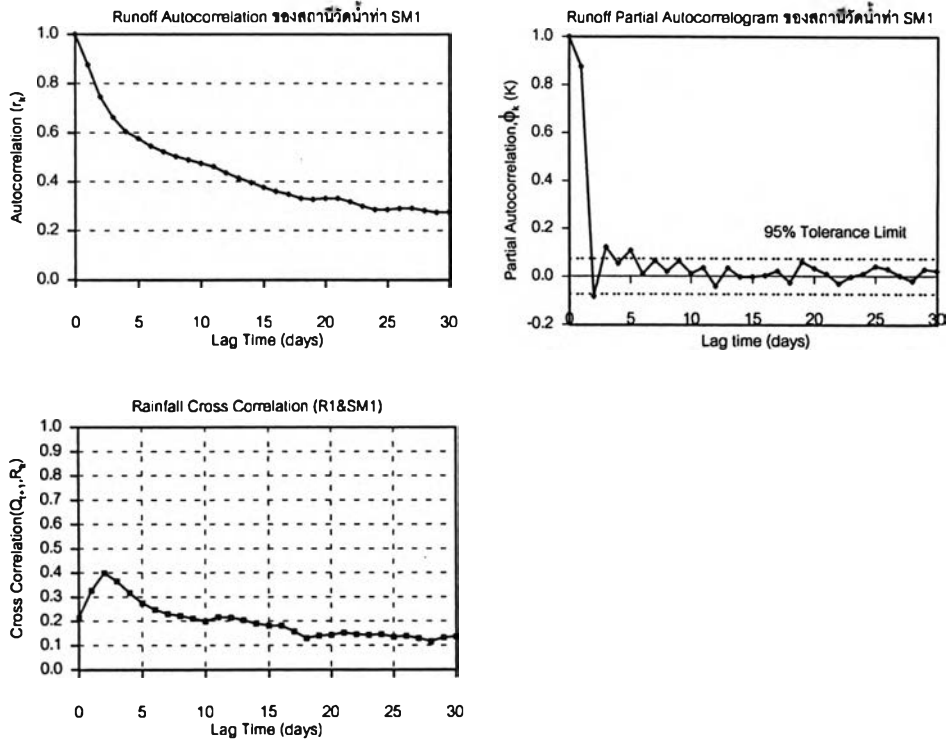 Runoff Autocorrelation ของสถานีวัดน้ำท่า SM1
Autocorrelation (rₖ)
1.0
0.8
0.6
0.4
0.2
0.0
0 5 10 15 20 25 30
Lag Time (days)
Runoff Partial Autocorrelogram ของสถานีวัดน้ำท่า SM1
Partial Autocorrelation,ϕₖ (K)
1.0
0.8
0.6
0.4
0.2
0.0
-0.2
95% Tolerance Limit
0 5 10 15 20 25 30
Lag time (days)
Rainfall Cross Correlation (R1&SM1)
Cross Correlation(Qₜ₊₁,Rₖ)
1.0
0.9
0.8
0.7
0.6
0.5
0.4
0.3
0.2
0.1
0.0
0 5 10 15 20 25 30
Lag Time (days)